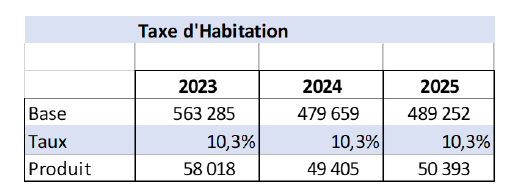 Taxe d'Habitation
2023 2024 2025
Base 563 285 479 659 489 252
Taux 10,3% 10,3% 10,3%
Produit 58 018 49 405 50 393